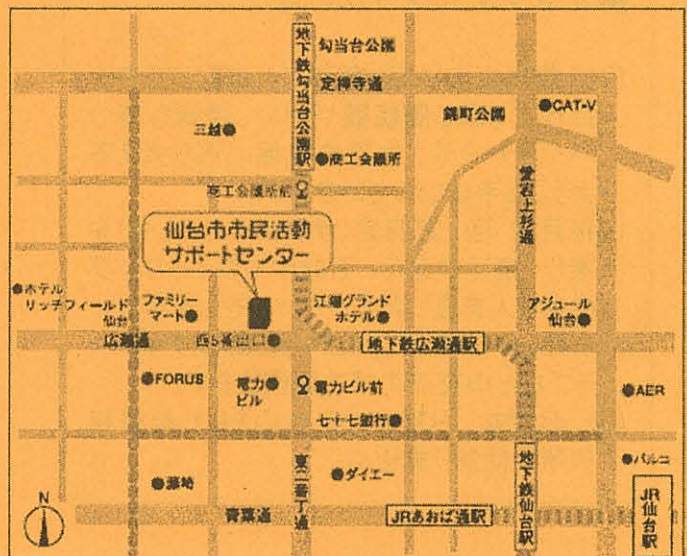 地下鉄勾当台公園駅
勾当台公園
定禅寺通
錦町公園
●CAT-V
三越●
●商工会議所
商工会議所前
愛宕上杉通
仙台市市民活動
サポートセンター
●ホテル
リッチフィールド
仙台
ファミリー
マート●
江陽グランド
ホテル●
アジュール
仙台●
広瀬通
西5番出口●
地下鉄広瀬通駅
●FORUS
電力●
ビル
電力ビル前
●AER
七十七銀行●
●藤崎
東二番丁通
●ダイエー
地下鉄仙台駅
●パルコ
JR
仙台
駅
N
青葉通
JRあおば通駅